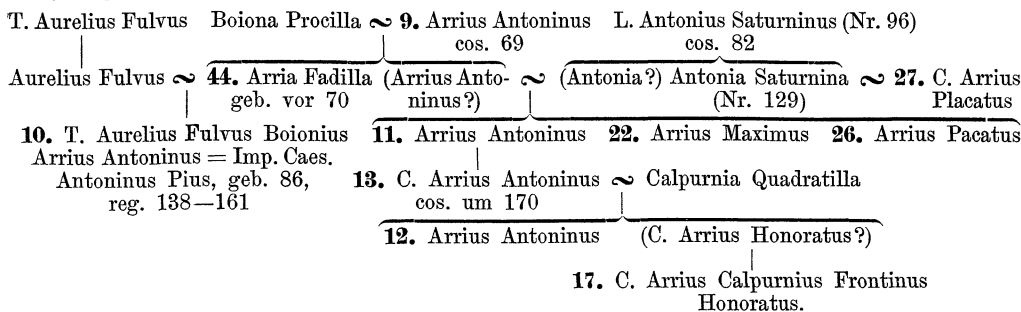 T. Aurelius Fulvus Boiona Procilla ∾ 9. Arrius Antoninus L. Antonius Saturninus (Nr. 96)
cos. 69 cos. 82
Aurelius Fulvus ∾ 44. Arria Fadilla (Arrius Anto- ∾ (Antonia?) Antonia Saturnina ∾ 27. C. Arrius
geb. vor 70 ninus?) (Nr. 129) Placatus
10. T. Aurelius Fulvus Boionius 11. Arrius Antoninus 22. Arrius Maximus 26. Arrius Pacatus
Arrius Antoninus = Imp. Caes.
Antoninus Pius, geb. 86, 13. C. Arrius Antoninus ∾ Calpurnia Quadratilla
reg. 138—161 cos. um 170
12. Arrius Antoninus (C. Arrius Honoratus?)
17. C. Arrius Calpurnius Frontinus
Honoratus.